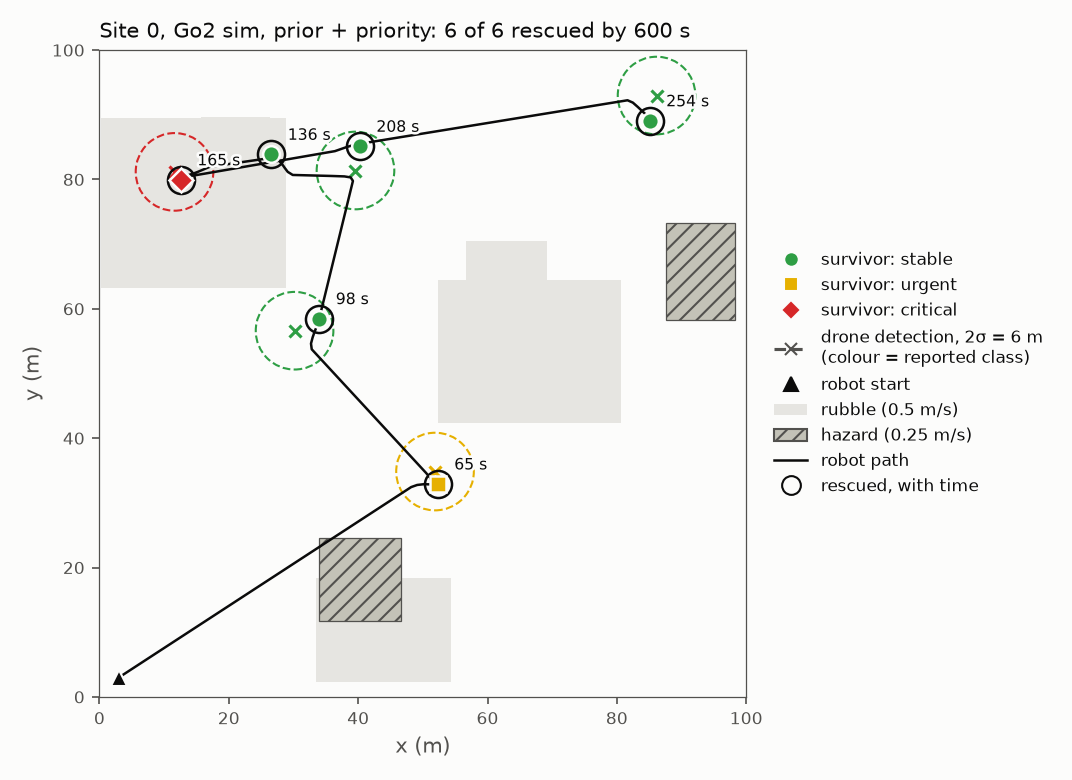 Site 0, Go2 sim, prior + priority: 6 of 6 rescued by 600 s
100
80
60
40
20
0
0
20
40
60
80
100
x (m)
y (m)
254 s
208 s
136 s
165 s
98 s
65 s
survivor: stable
survivor: urgent
survivor: critical
drone detection, 2σ = 6 m
(colour = reported class)
robot start
rubble (0.5 m/s)
hazard (0.25 m/s)
robot path
rescued, with time